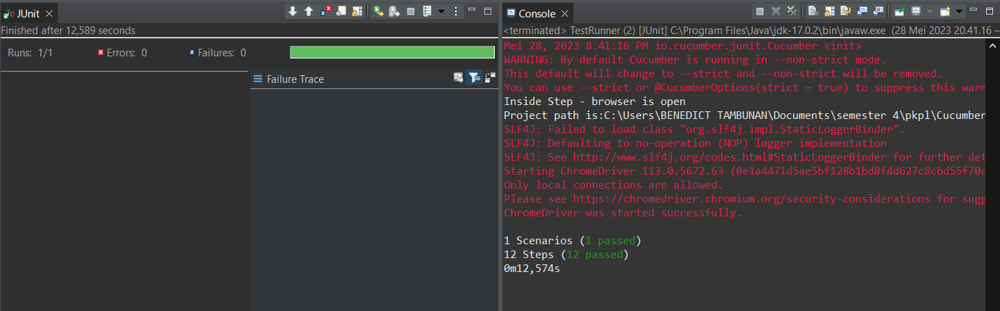 JUnit
Finished after 12,589 seconds
Runs: 1/1
Errors: 0
Failures: 0
Failure Trace
Console
<terminated> TestRunner (2) [JUnit] C:\Program Files\Java\jdk-17.0.2\bin\javaw.exe (28 Mei 2023 20.41.16 –
Mei 28, 2023 8:41:16 PM io.cucumber.junit.Cucumber <init>
WARNING: By default Cucumber is running in --non-strict mode.
This default will change to --strict and --non-strict will be removed.
You can use --strict or @CucumberOptions(strict = true) to suppress this warn
Inside Step - browser is open
Project path is:C:\Users\BENEDICT TAMBUNAN\Documents\semester 4\pkpl\Cucumber
SLF4J: Failed to load class "org.slf4j.impl.StaticLoggerBinder".
SLF4J: Defaulting to no-operation (NOP) logger implementation
SLF4J: See http://www.slf4j.org/codes.html#StaticLoggerBinder for further det
Starting ChromeDriver 113.0.5672.63 (0e1a4471d5ae5bf128b1bd8f4d627c8cbd55f70c
Only local connections are allowed.
Please see https://chromedriver.chromium.org/security-considerations for sugg
ChromeDriver was started successfully.
1 Scenarios (1 passed)
12 Steps (12 passed)
0m12,574s